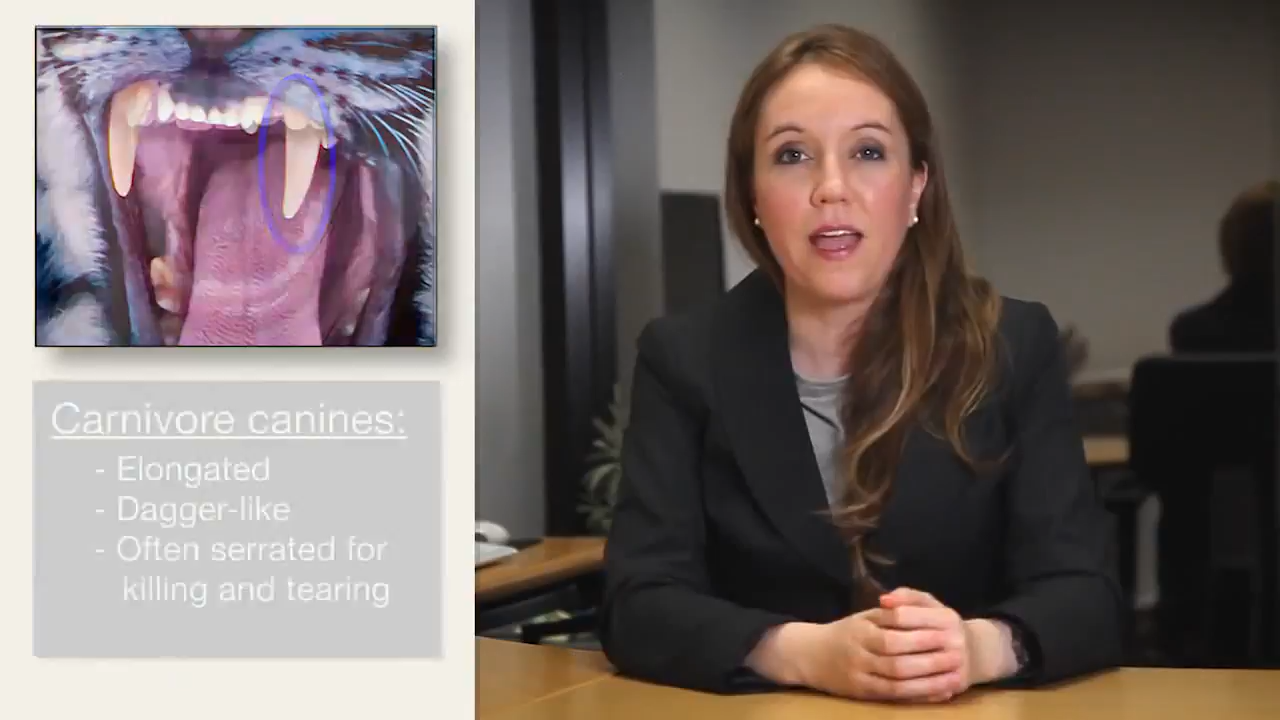 Carnivore canines:
- Elongated
- Dagger-like
- Often serrated for
killing and tearing